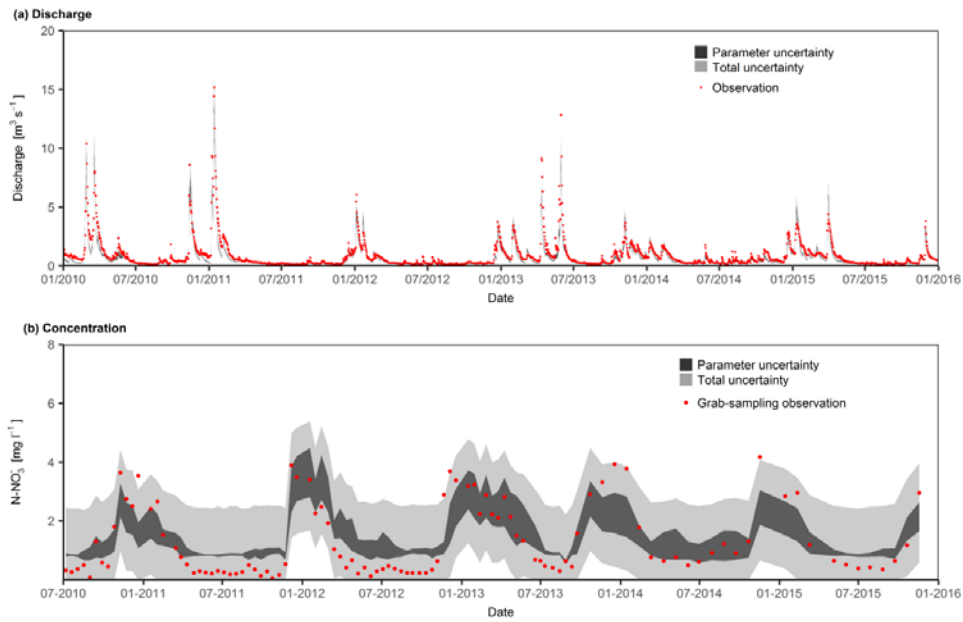 (a) Discharge
20
15
10
5
0
Discharge [m³ s⁻¹]
Parameter uncertainty
Total uncertainty
Observation
01/2010 07/2010 01/2011 07/2011 01/2012 07/2012 01/2013 07/2013 01/2014 07/2014 01/2015 07/2015 01/2016
Date
(b) Concentration
8
6
4
2
N-NO₃⁻ [mg l⁻¹]
Parameter uncertainty
Total uncertainty
Grab-sampling observation
07-2010 01/2011 07/2011 01/2012 07/2012 01/2013 07/2013 01/2014 07/2014 01/2015 07/2015 01/2016
Date